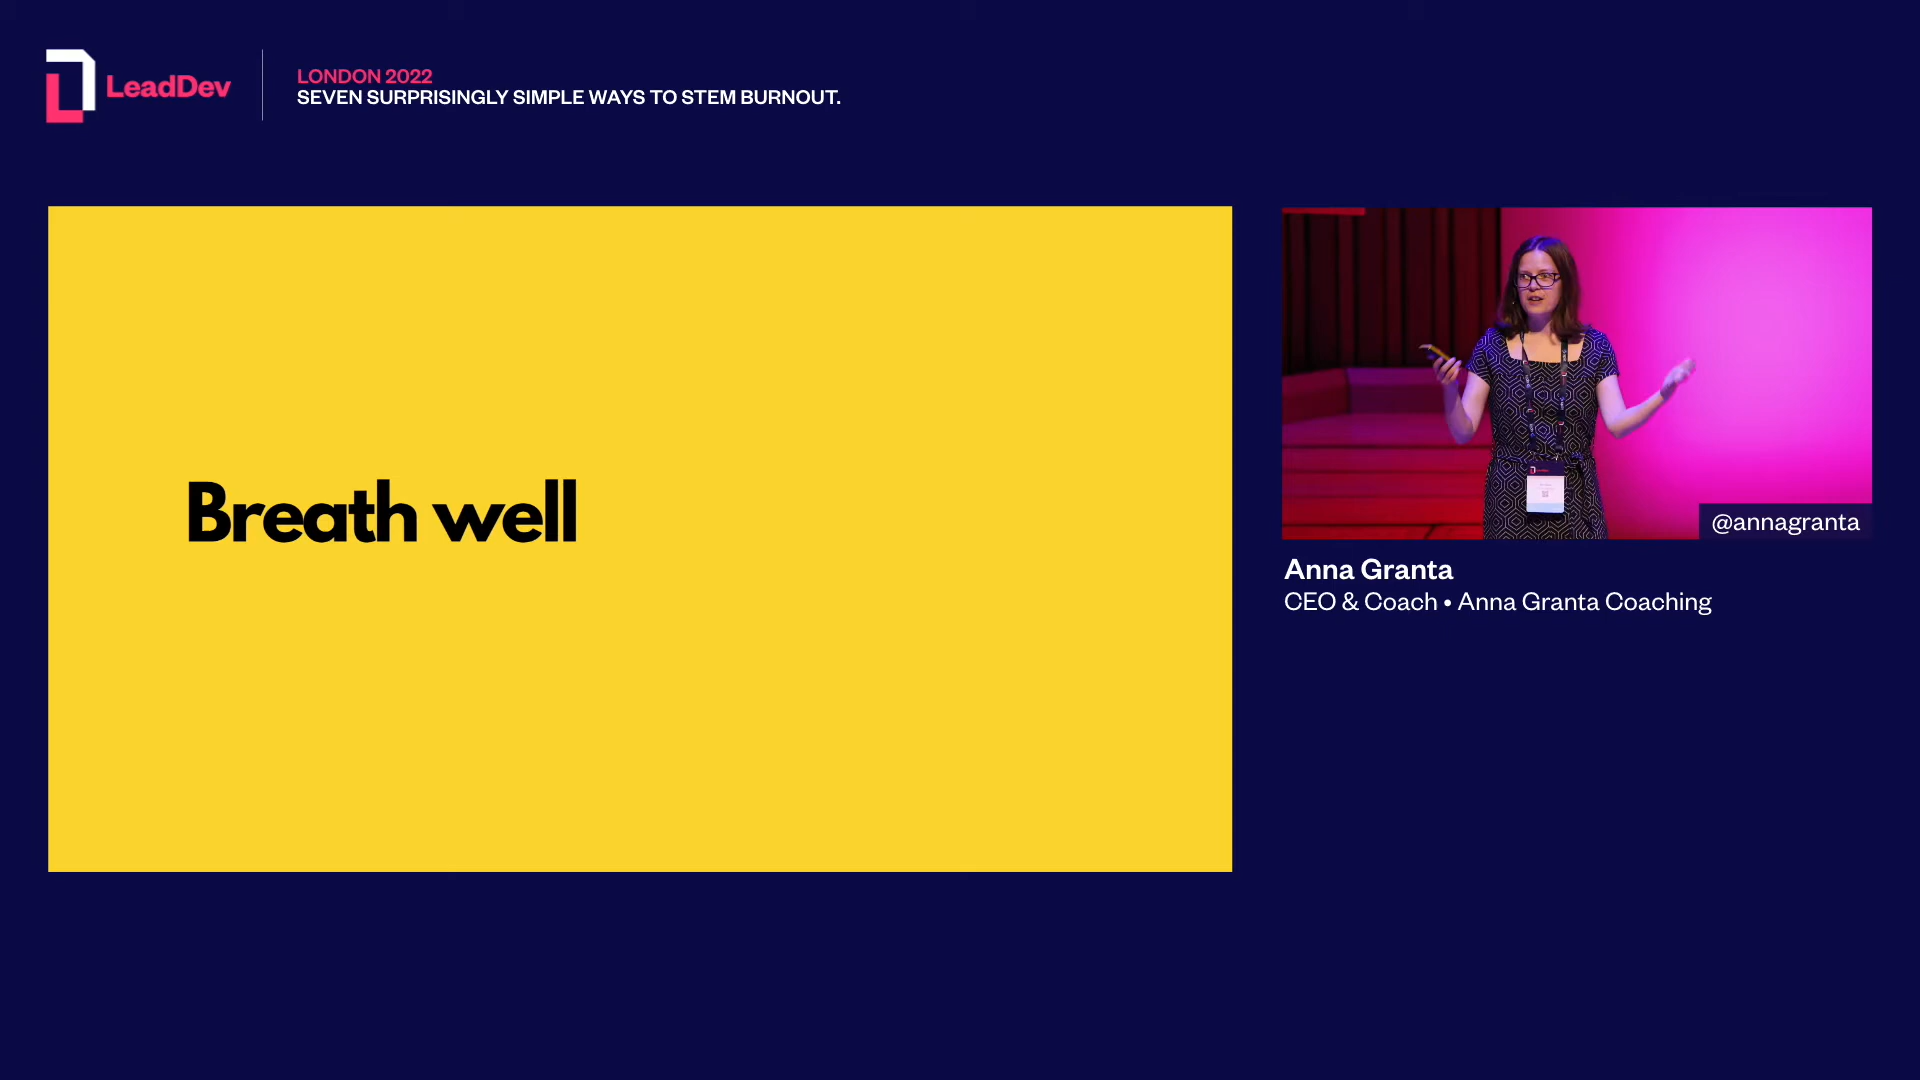 LeadDev
LONDON 2022
SEVEN SURPRISINGLY SIMPLE WAYS TO STEM BURNOUT.
Breath well
@annagranta
Anna Granta
CEO & Coach • Anna Granta Coaching